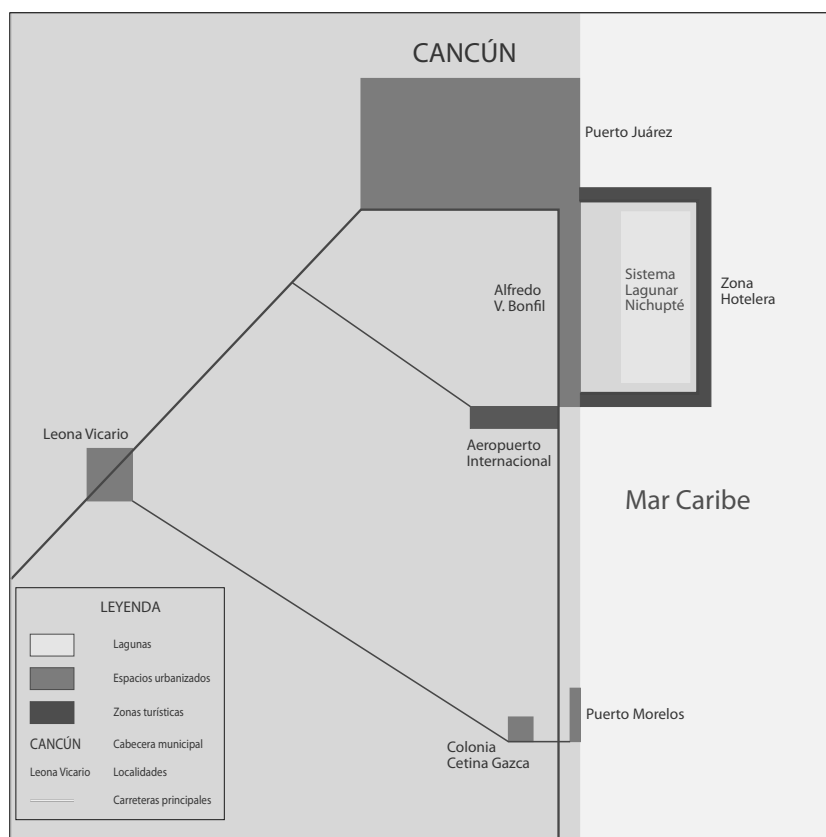 CANCÚN
Puerto Juárez
Alfredo
V. Bonfil
Sistema
Lagunar
Nichupté
Zona
Hotelera
Leona Vicario
Aeropuerto
Internacional
Mar Caribe
Puerto Morelos
Colonia
Cetina Gazca
LEYENDA
Lagunas
Espacios urbanizados
Zonas turísticas
CANCÚN Cabecera municipal
Leona Vicario Localidades
Carreteras principales